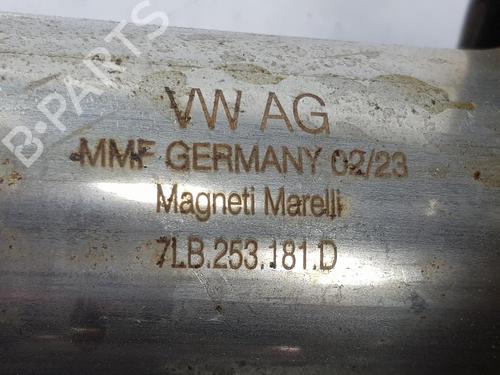 B-PARTS
VW AG
MMF GERMANY 02/23
Magneti Marelli
7LB.253.181.D